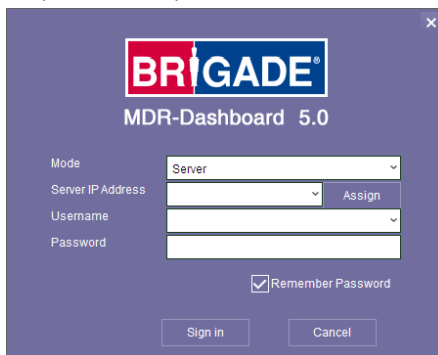 BRIGADE®
MDR-Dashboard 5.0
Mode Server
Server IP Address Assign
Username
Password
Remember Password
Sign in Cancel